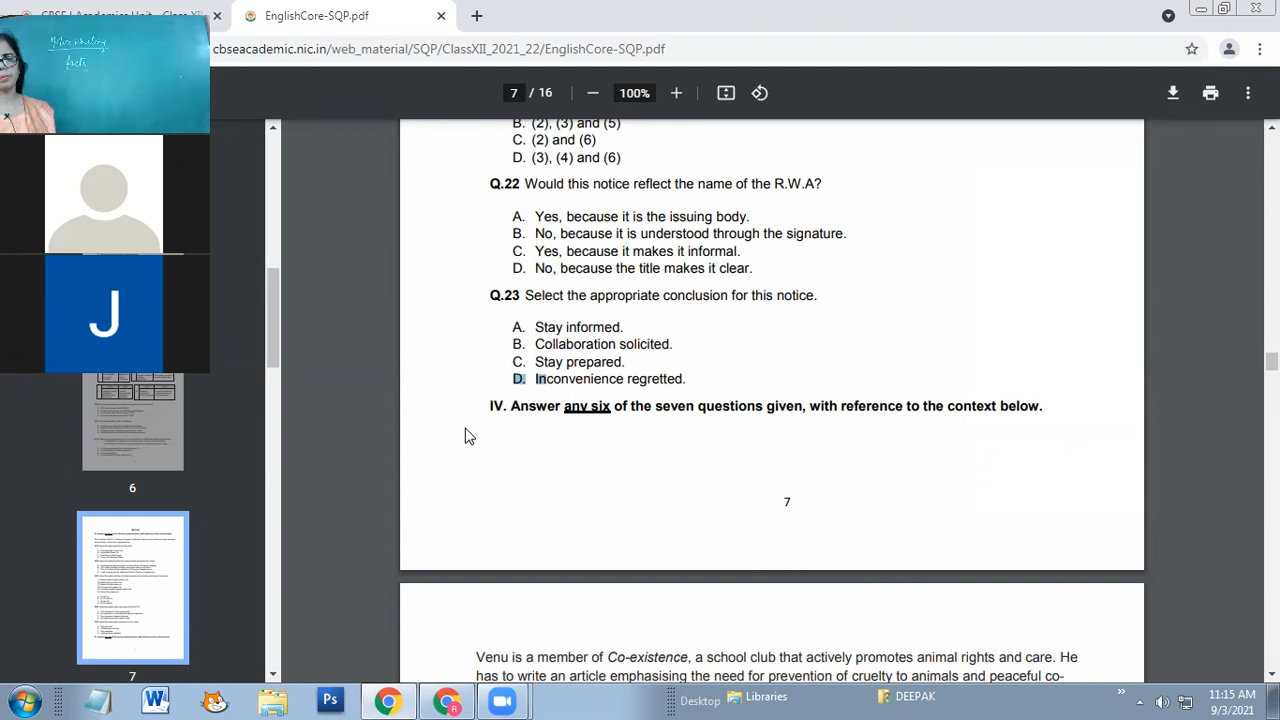 EnglishCore-SQP.pdf
cbseacademic.nic.in/web_material/SQP/ClassXII_2021_22/EnglishCore-SQP.pdf
7 / 16
100%
facts
J
6
7
B. (2), (3) and (5)
C. (2) and (6)
D. (3), (4) and (6)
Q.22 Would this notice reflect the name of the R.W.A?
A. Yes, because it is the issuing body.
B. No, because it is understood through the signature.
C. Yes, because it makes it informal.
D. No, because the title makes it clear.
Q.23 Select the appropriate conclusion for this notice.
A. Stay informed.
B. Collaboration solicited.
C. Stay prepared.
D. Inconvenience regretted.
IV. Answer any six of the seven questions given, with reference to the context below.
7
Venu is a member of Co-existence, a school club that actively promotes animal rights and care. He
has to write an article emphasising the need for prevention of cruelty to animals and peaceful co-
W
Ps
R
Desktop
Libraries
DEEPAK
11:15 AM
9/3/2021